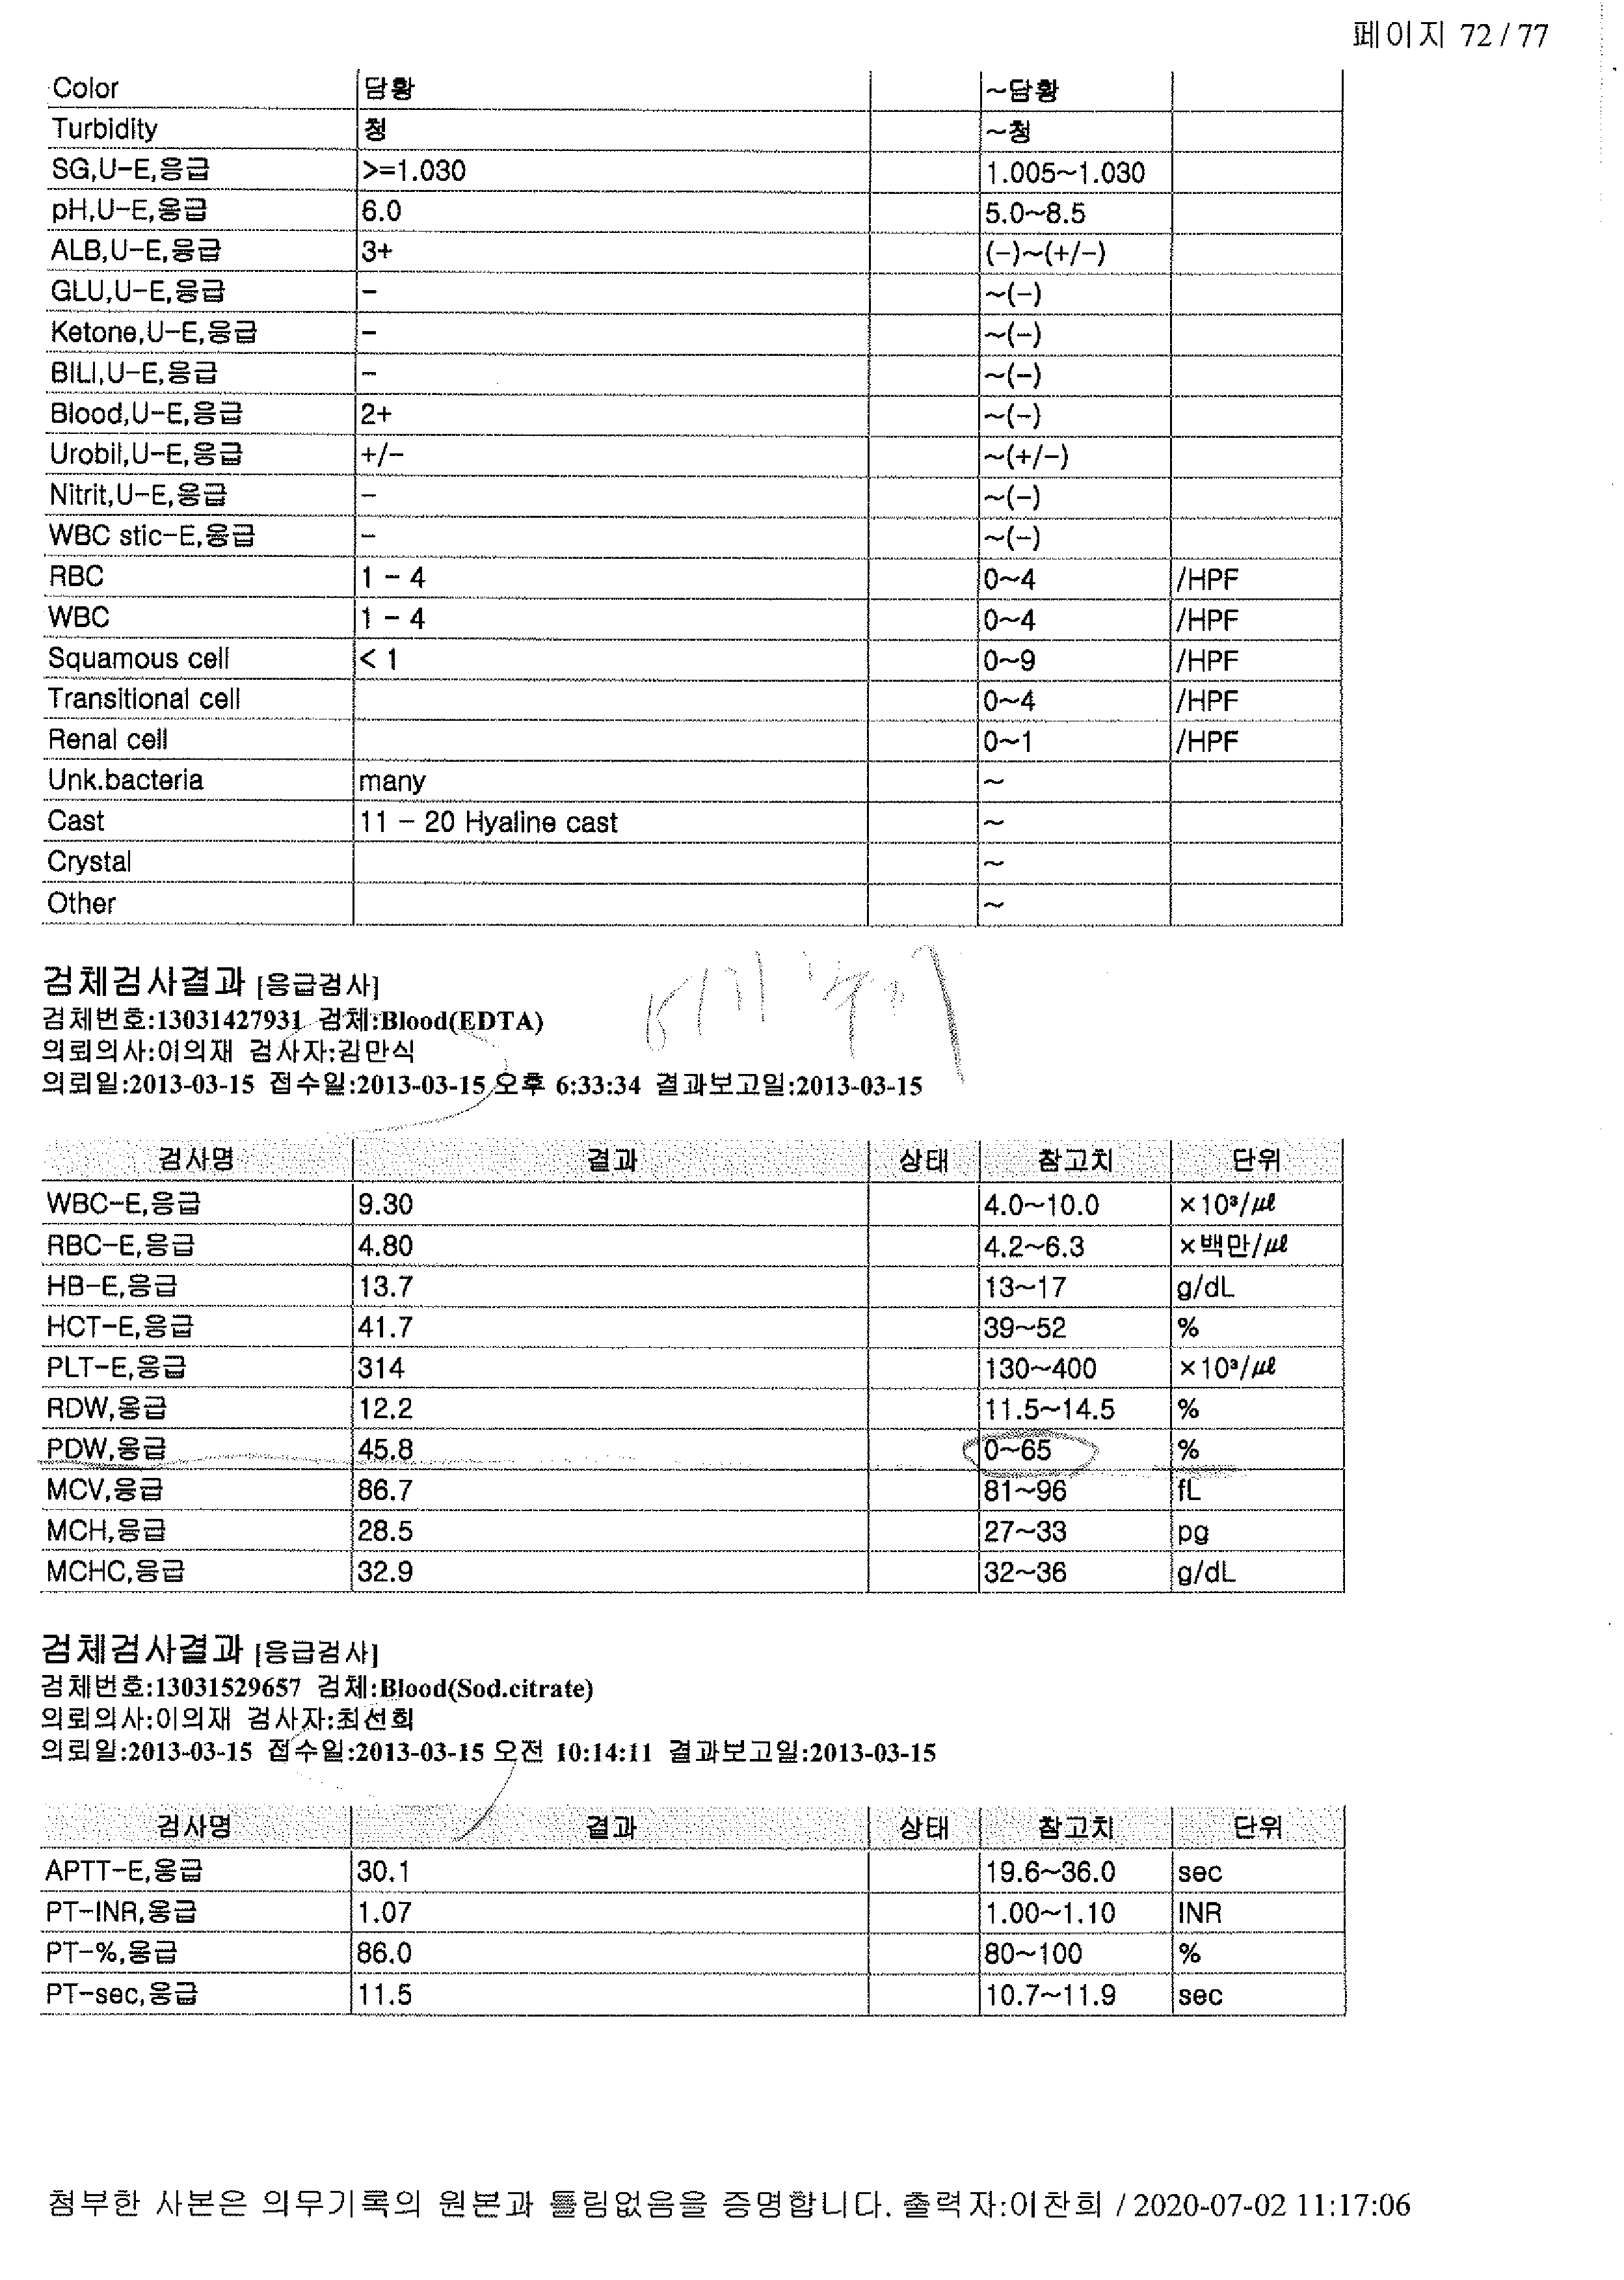 페이지 72 / 77
Color 담황 ~담황
Turbidity 청 ~청
SG,U-E,응급 >=1.030 1.005~1.030
pH,U-E,응급 6.0 5.0~8.5
ALB,U-E,응급 3+ (-)~(+/-)
GLU,U-E,응급 - ~(-)
Ketone,U-E,응급 - ~(-)
BILI,U-E,응급 - ~(-)
Blood,U-E,응급 2+ ~(-)
Urobil,U-E,응급 +/- ~(+/-)
Nitrit,U-E,응급 - ~(-)
WBC stic-E,응급 - ~(-)
RBC 1 - 4 0~4 /HPF
WBC 1 - 4 0~4 /HPF
Squamous cell < 1 0~9 /HPF
Transitional cell 0~4 /HPF
Renal cell 0~1 /HPF
Unk.bacteria many ~
Cast 11 - 20 Hyaline cast ~
Crystal ~
Other ~
검체검사결과 [응급검사]
검체번호:13031427931 검체:Blood(EDTA)
의뢰의사:이의재 검사자:김만식
의뢰일:2013-03-15 접수일:2013-03-15 오후 6:33:34 결과보고일:2013-03-15
검사명 결과 상태 참고치 단위
WBC-E,응급 9.30 4.0~10.0 ×10³/㎕
RBC-E,응급 4.80 4.2~6.3 ×백만/㎕
HB-E,응급 13.7 13~17 g/dL
HCT-E,응급 41.7 39~52 %
PLT-E,응급 314 130~400 ×10³/㎕
RDW,응급 12.2 11.5~14.5 %
PDW,응급 45.8 0~65 %
MCV,응급 86.7 81~96 fL
MCH,응급 28.5 27~33 pg
MCHC,응급 32.9 32~36 g/dL
검체검사결과 [응급검사]
검체번호:13031529657 검체:Blood(Sod.citrate)
의뢰의사:이의재 검사자:최선희
의뢰일:2013-03-15 접수일:2013-03-15 오전 10:14:11 결과보고일:2013-03-15
검사명 결과 상태 참고치 단위
APTT-E,응급 30.1 19.6~36.0 sec
PT-INR,응급 1.07 1.00~1.10 INR
PT-%,응급 86.0 80~100 %
PT-sec,응급 11.5 10.7~11.9 sec
첨부한 사본은 의무기록의 원본과 틀림없음을 증명합니다. 출력자:이찬희 / 2020-07-02 11:17:06